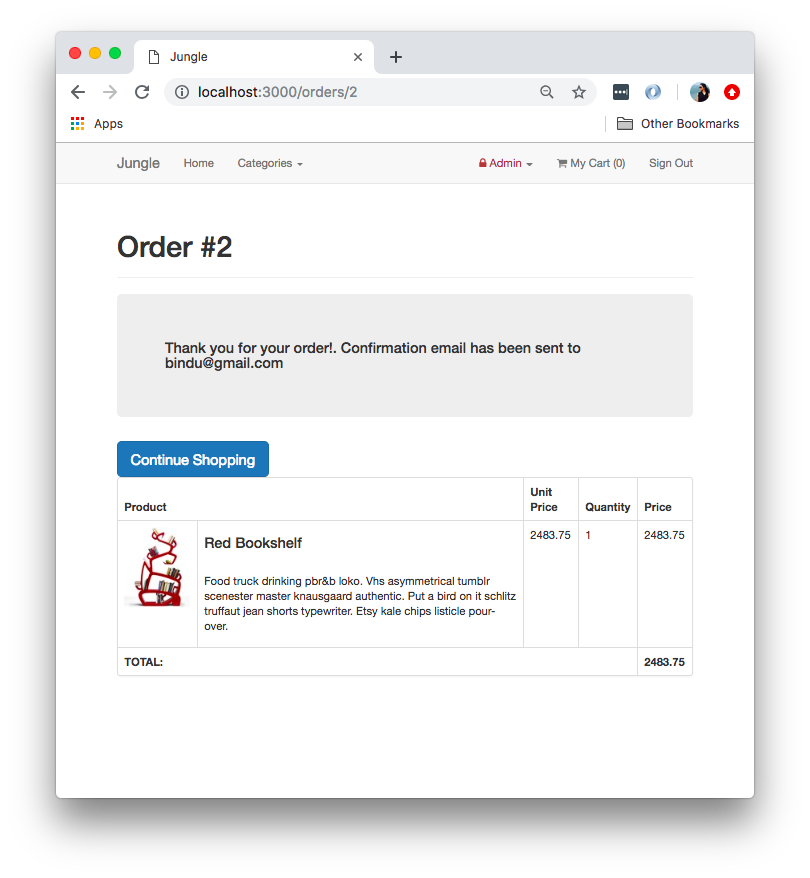 Jungle
localhost:3000/orders/2
Apps
Other Bookmarks
Jungle Home Categories Admin My Cart (0) Sign Out
Order #2
Thank you for your order!. Confirmation email has been sent to
bindu@gmail.com
Continue Shopping
Product Unit Price Quantity Price
Red Bookshelf 2483.75 1 2483.75
Food truck drinking pbr&b loko. Vhs asymmetrical tumblr
scenester master knausgaard authentic. Put a bird on it schlitz
truffaut jean shorts typewriter. Etsy kale chips listicle pour-
over.
TOTAL: 2483.75